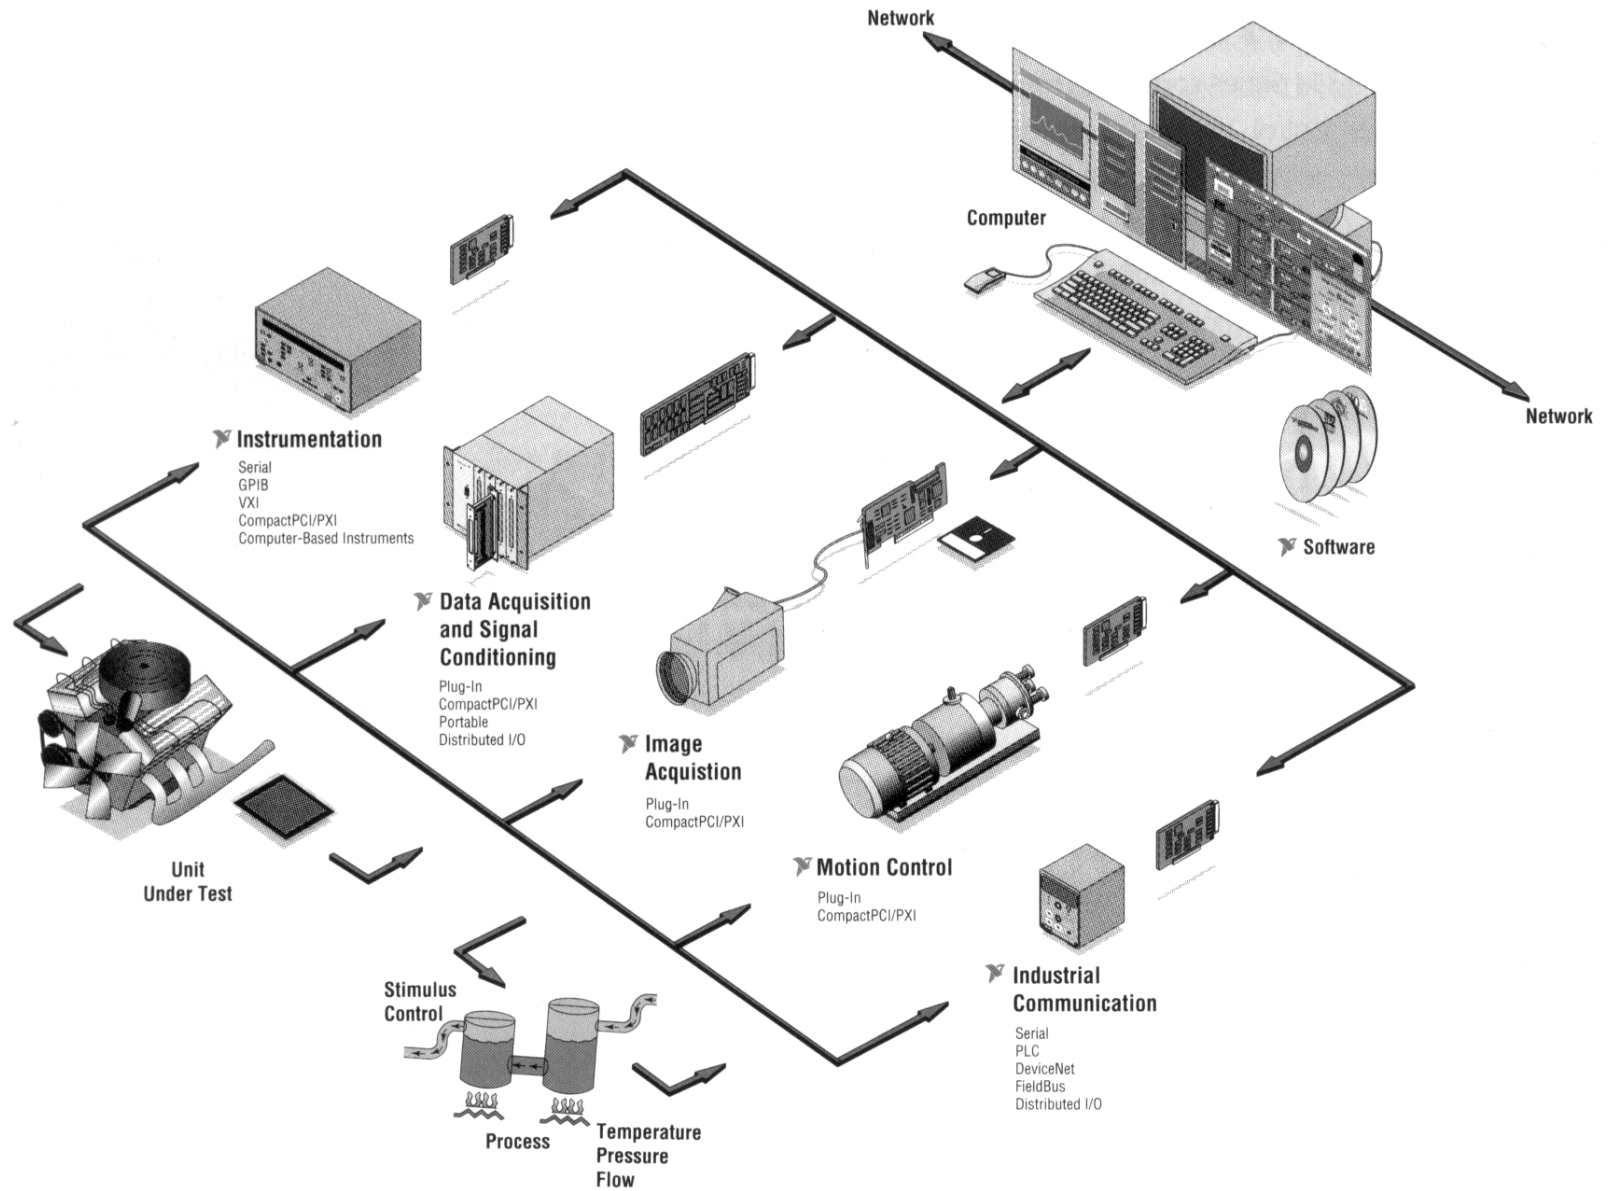 Network
Computer
Network
Software
Instrumentation
Serial
GPIB
VXI
CompactPCI/PXI
Computer-Based Instruments
Data Acquisition
and Signal
Conditioning
Plug-In
CompactPCI/PXI
Portable
Distributed I/O
Image
Acquistion
Plug-In
CompactPCI/PXI
Motion Control
Plug-In
CompactPCI/PXI
Industrial
Communication
Serial
PLC
DeviceNet
FieldBus
Distributed I/O
Unit
Under Test
Stimulus
Control
Process
Temperature
Pressure
Flow